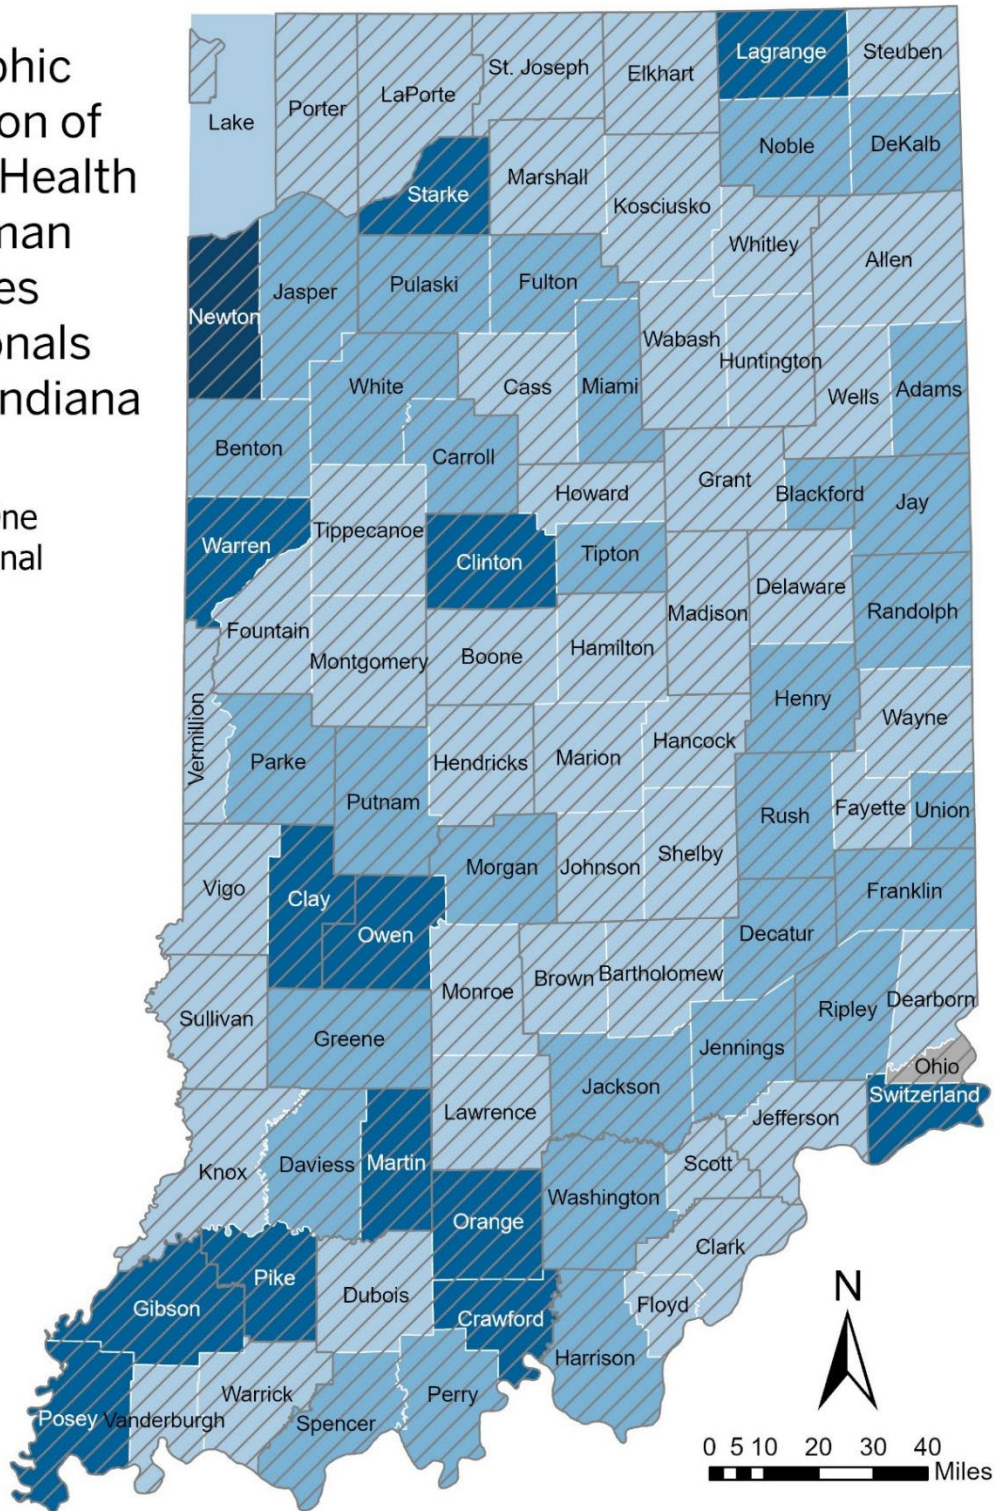 phic
on of
Health
man
es
onals
ndiana
ne
nal
Lake
Porter
LaPorte
St. Joseph
Elkhart
Lagrange
Steuben
Noble
DeKalb
Starke
Marshall
Kosciusko
Whitley
Allen
Newton
Jasper
Pulaski
Fulton
Wabash
Huntington
White
Cass
Miami
Wells
Adams
Benton
Carroll
Howard
Grant
Blackford
Jay
Warren
Tippecanoe
Clinton
Tipton
Delaware
Madison
Randolph
Fountain
Montgomery
Boone
Hamilton
Henry
Wayne
Vermillion
Parke
Putnam
Hendricks
Marion
Hancock
Rush
Fayette
Union
Vigo
Clay
Owen
Morgan
Johnson
Shelby
Franklin
Decatur
Sullivan
Greene
Monroe
Brown
Bartholomew
Jennings
Ripley
Dearborn
Ohio
Switzerland
Jackson
Lawrence
Jefferson
Knox
Daviess
Martin
Orange
Washington
Scott
Clark
Gibson
Pike
Dubois
Crawford
Floyd
Harrison
Posey
Vanderburgh
Warrick
Spencer
Perry
N
0 5 10 20 30 40
Miles